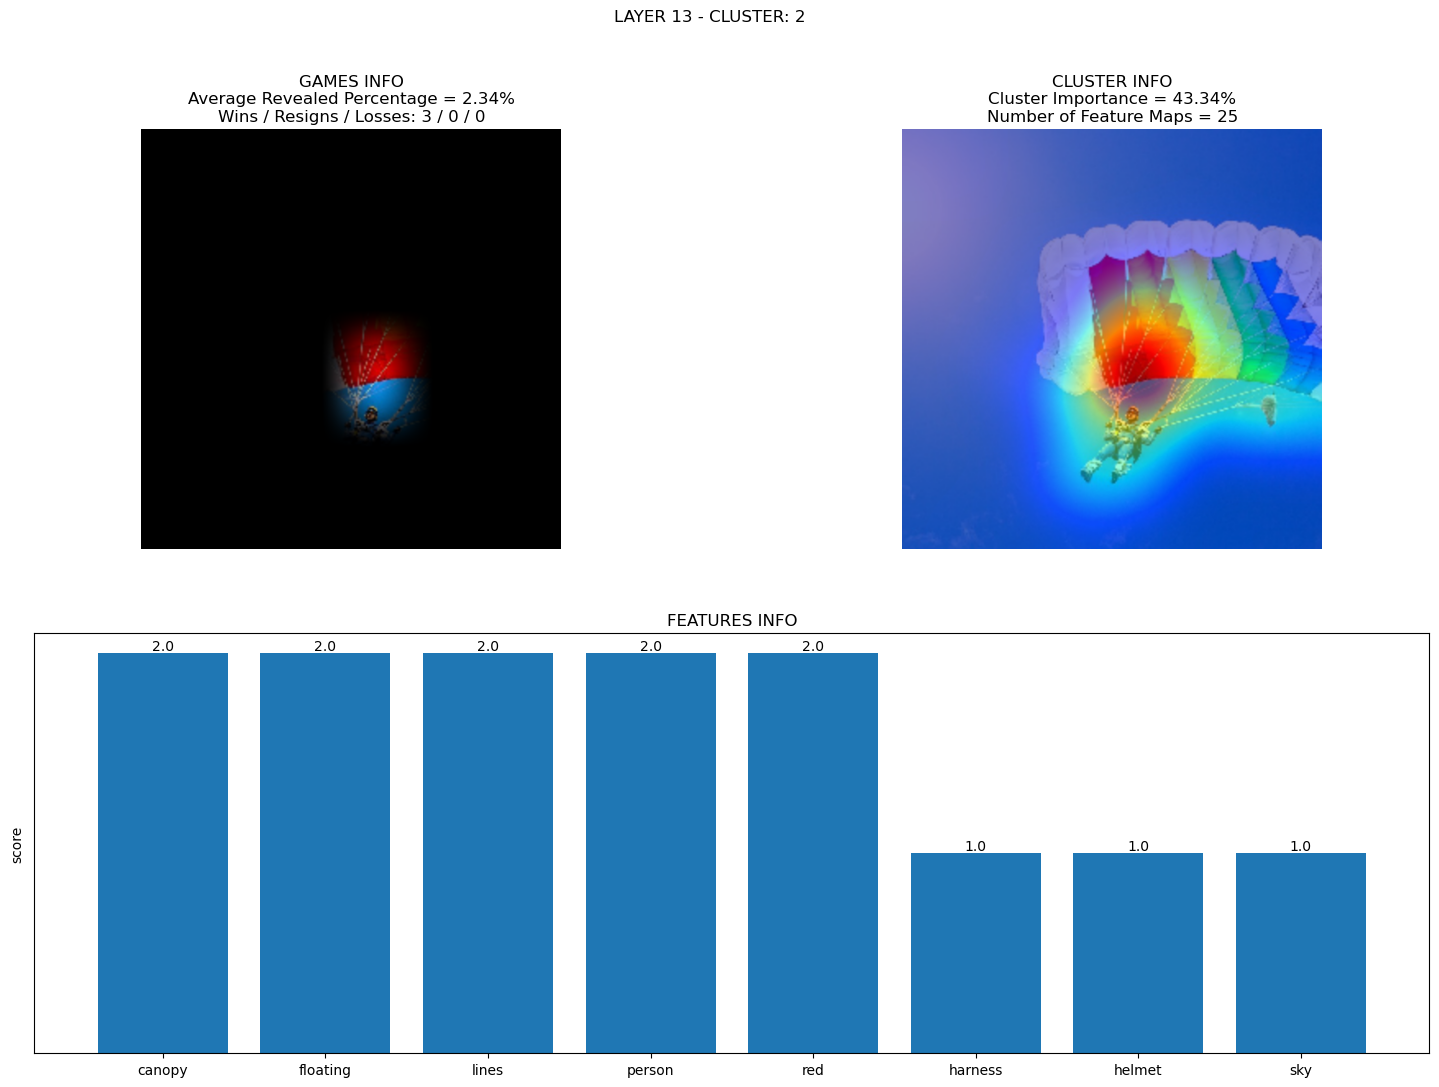 LAYER 13 - CLUSTER: 2
GAMES INFO
Average Revealed Percentage = 2.34%
Wins / Resigns / Losses: 3 / 0 / 0
CLUSTER INFO
Cluster Importance = 43.34%
Number of Feature Maps = 25
FEATURES INFO
score
2.0 2.0 2.0 2.0 2.0 1.0 1.0 1.0
canopy floating lines person red harness helmet sky